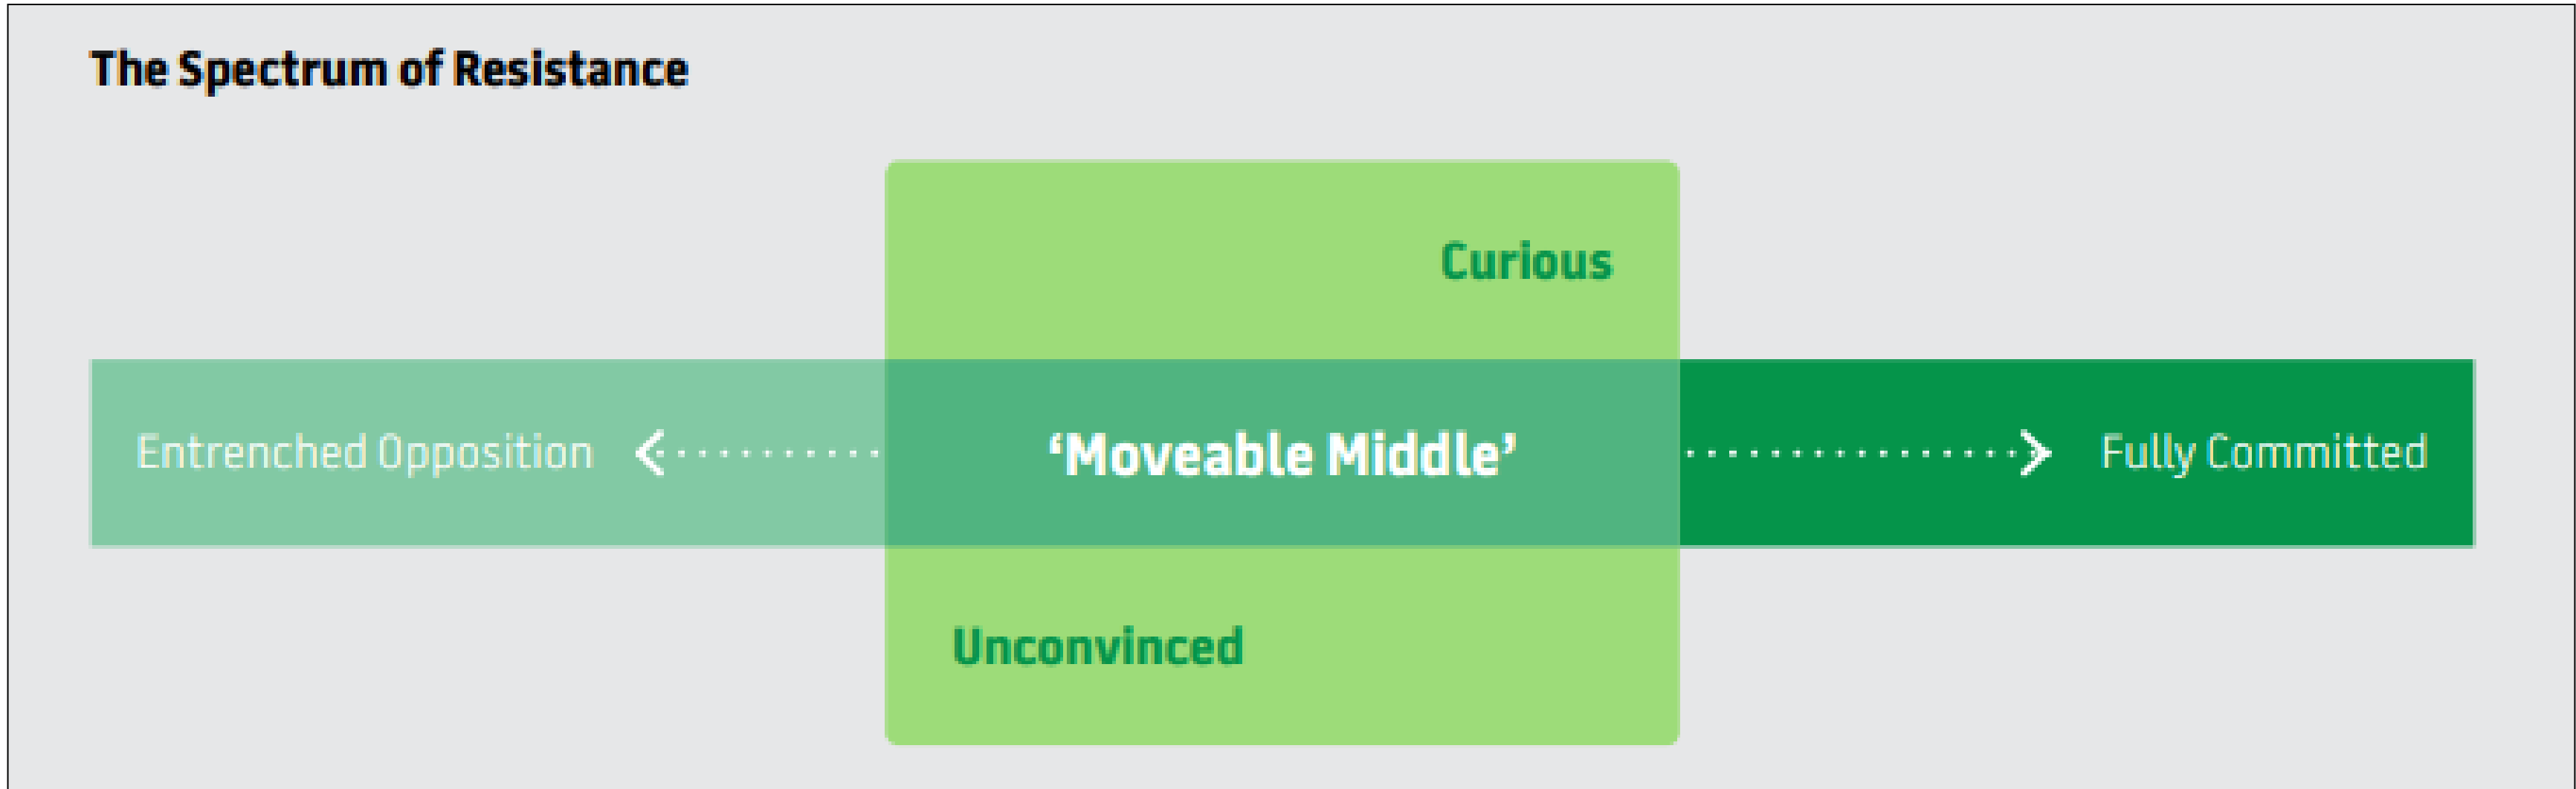 The Spectrum of Resistance
Curious
Entrenched Opposition
‘Moveable Middle’
Fully Committed
Unconvinced